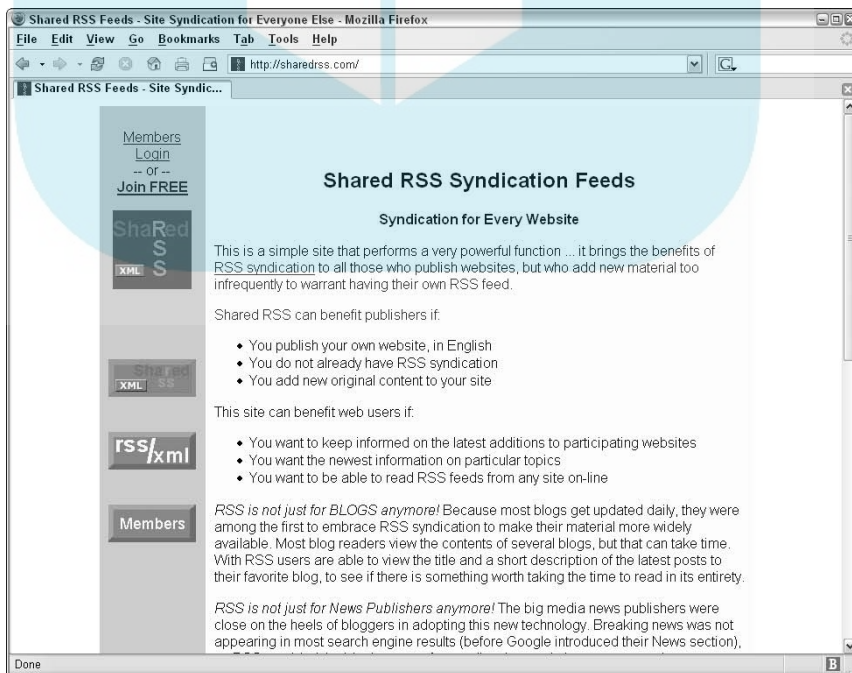 Shared RSS Feeds - Site Syndication for Everyone Else - Mozilla Firefox
File Edit View Go Bookmarks Tab Tools Help
http://sharedrss.com/
G
Shared RSS Feeds - Site Syndic...
Members
Login
-- or --
Join FREE
ShaRed
S
XML S
Shared
XML SS
rss/xml
Members
Shared RSS Syndication Feeds
Syndication for Every Website
This is a simple site that performs a very powerful function ... it brings the benefits of
RSS syndication to all those who publish websites, but who add new material too
infrequently to warrant having their own RSS feed.
Shared RSS can benefit publishers if:
• You publish your own website, in English
• You do not already have RSS syndication
• You add new original content to your site
This site can benefit web users if:
• You want to keep informed on the latest additions to participating websites
• You want the newest information on particular topics
• You want to be able to read RSS feeds from any site on-line
RSS is not just for BLOGS anymore! Because most blogs get updated daily, they were
among the first to embrace RSS syndication to make their material more widely
available. Most blog readers view the contents of several blogs, but that can take time.
With RSS users are able to view the title and a short description of the latest posts to
their favorite blog, to see if there is something worth taking the time to read in its entirety.
RSS is not just for News Publishers anymore! The big media news publishers were
close on the heels of bloggers in adopting this new technology. Breaking news was not
appearing in most search engine results (before Google introduced their News section),
Done
B